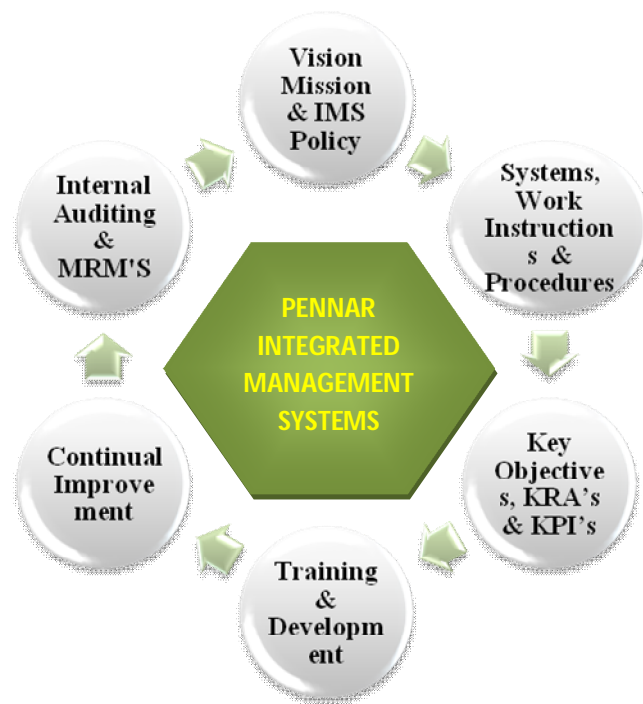 Vision
Mission
& IMS
Policy
Systems,
Work
Instruction
s &
Procedures
Key
Objective
s, KRA’s
& KPI’s
Training
&
Developm
ent
Continual
Improve
ment
Internal
Auditing
&
MRM'S
PENNAR
INTEGRATED
MANAGEMENT
SYSTEMS